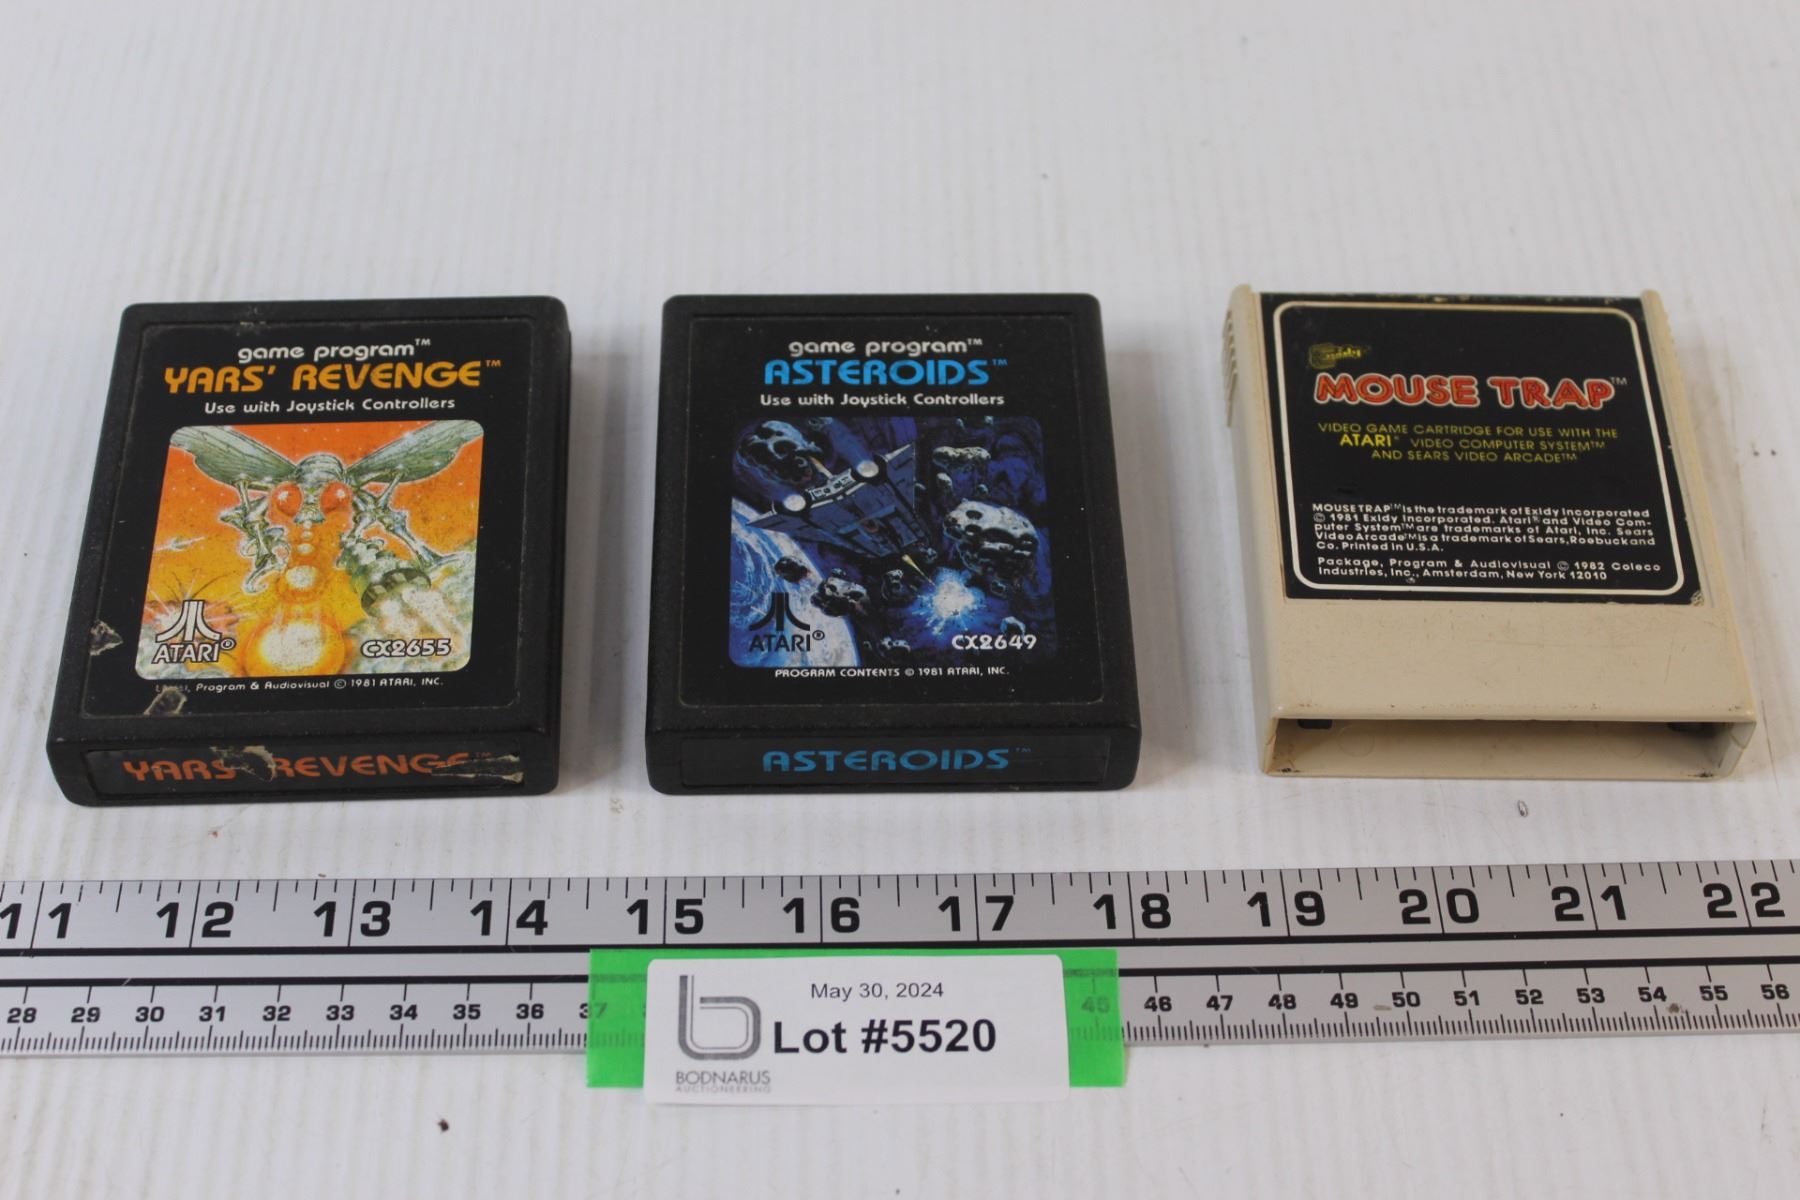 game program™
YARS' REVENGE™
Use with Joystick Controllers
ATARI®
CX2655
Program & Audiovisual © 1981 ATARI, INC.
YARS' REVENGE™
game program™
ASTEROIDS™
Use with Joystick Controllers
ATARI®
CX2649
PROGRAM CONTENTS © 1981 ATARI, INC.
ASTEROIDS™
Exidy
MOUSE TRAP™
VIDEO GAME CARTRIDGE FOR USE WITH THE
ATARI® VIDEO COMPUTER SYSTEM™
AND SEARS VIDEO ARCADE™
MOUSETRAP™ is the trademark of Exidy Incorporated
© 1981 Exidy Incorporated. Atari® and Video Com-
puter System™ are trademarks of Atari, Inc. Sears
Video Arcade™ is a trademark of Sears, Roebuck and
Co. Printed in U.S.A.
Package, Program & Audiovisual © 1982 Coleco
Industries, Inc., Amsterdam, New York 12010
11 12 13 14 15 16 17 18 19 20 21 22
28 29 30 31 32 33 34 35 36 37 45 46 47 48 49 50 51 52 53 54 55 56
May 30, 2024
Lot #5520
BODNARUS
AUCTIONEERING